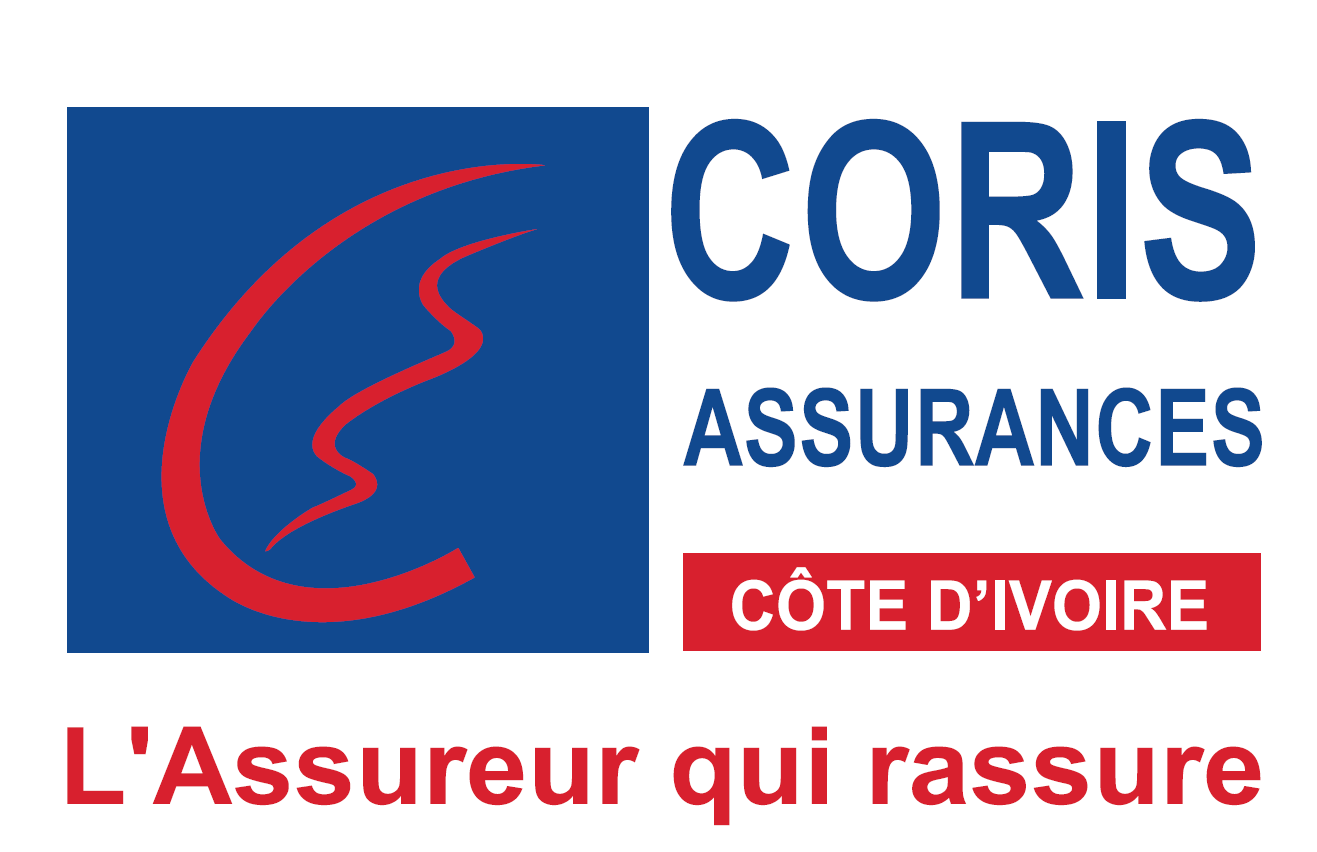 CORIS
ASSURANCES
CÔTE D’IVOIRE
L'Assureur qui rassure